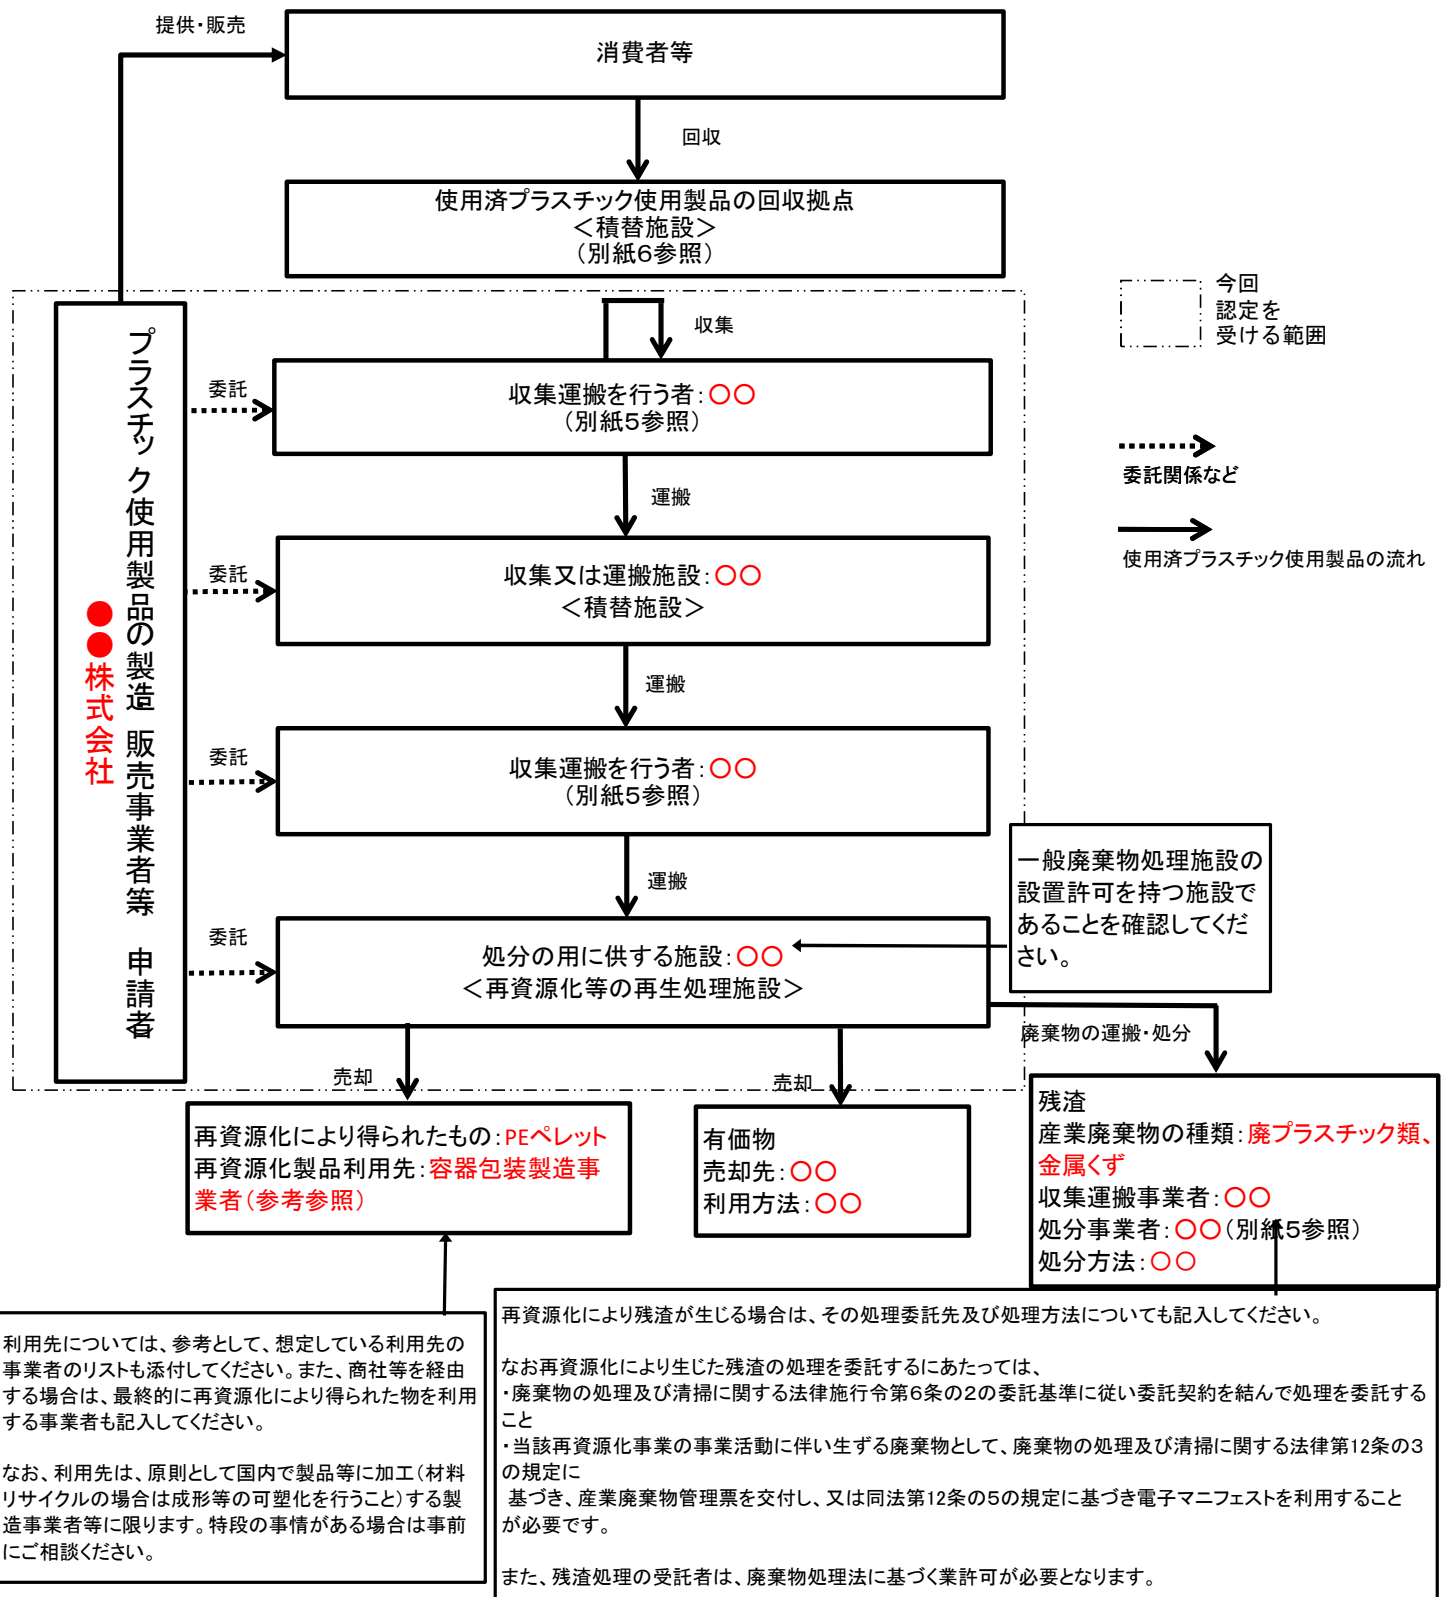 提供・販売
消費者等
回収
使用済プラスチック使用製品の回収拠点
＜積替施設＞
（別紙６参照）
今回
認定を
受ける範囲
収集
委託
収集運搬を行う者：〇〇
（別紙５参照）
委託関係など
運搬
使用済プラスチック使用製品の流れ
委託
収集又は運搬施設：〇〇
＜積替施設＞
プラスチック使用製品の製造、販売事業者等　申請者
●●株式会社
運搬
委託
収集運搬を行う者：〇〇
（別紙５参照）
運搬
一般廃棄物処理施設の
設置許可を持つ施設で
あることを確認してくだ
さい。
委託
処分の用に供する施設：〇〇
＜再資源化等の再生処理施設＞
廃棄物の運搬・処分
売却
売却
再資源化により得られたもの：PEペレット
再資源化製品利用先：容器包装製造事
業者（参考参照）
有価物
売却先：〇〇
利用方法：〇〇
残渣
産業廃棄物の種類：廃プラスチック類、
金属くず
収集運搬事業者：〇〇
処分事業者：〇〇（別紙５参照）
処分方法：〇〇
利用先については、参考として、想定している利用先の
事業者のリストも添付してください。また、商社等を経由
する場合は、最終的に再資源化により得られた物を利用
する事業者も記入してください。
なお、利用先は、原則として国内で製品等に加工（材料
リサイクルの場合は成形等の可塑化を行うこと）する製
造事業者等に限ります。特段の事情がある場合は事前
にご相談ください。
再資源化により残渣が生じる場合は、その処理委託先及び処理方法についても記入してください。
なお再資源化により生じた残渣の処理を委託するにあたっては、
・廃棄物の処理及び清掃に関する法律施行令第６条の２の委託基準に従い委託契約を結んで処理を委託する
こと
・当該再資源化事業の事業活動に伴い生ずる廃棄物として、廃棄物の処理及び清掃に関する法律第12条の３
の規定に
基づき、産業廃棄物管理票を交付し、又は同法第12条の５の規定に基づき電子マニフェストを利用すること
が必要です。
また、残渣処理の受託者は、廃棄物処理法に基づく業許可が必要となります。